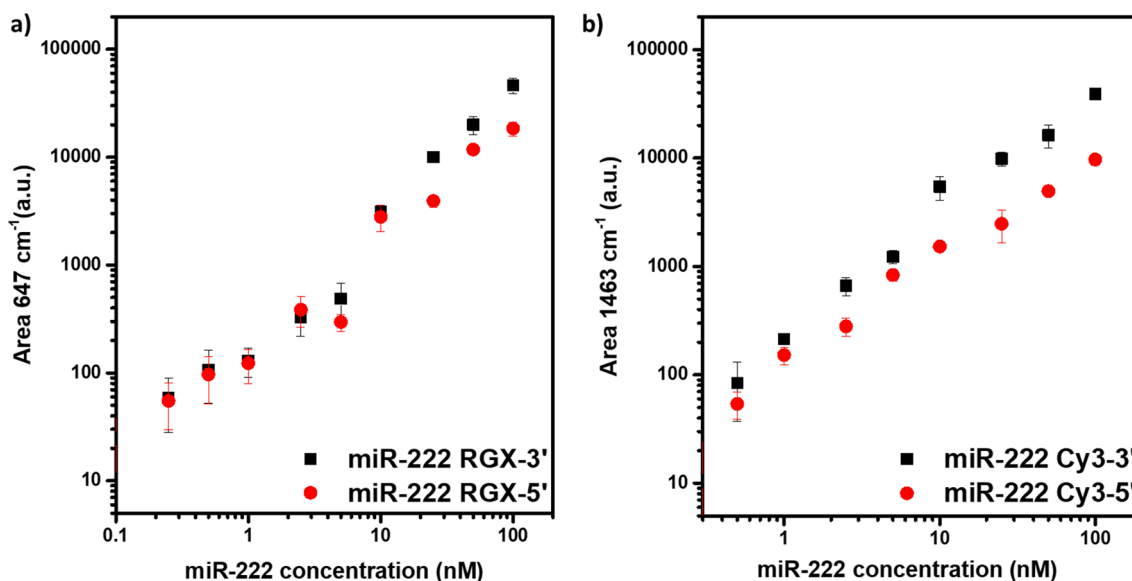 a)
100000
10000
1000
100
10
Area 647 cm⁻¹(a.u.)
miR-222 RGX-3'
miR-222 RGX-5'
0.1
1
10
100
miR-222 concentration (nM)
b)
100000
10000
1000
100
10
Area 1463 cm⁻¹ (a.u.)
miR-222 Cy3-3'
miR-222 Cy3-5'
1
10
100
miR-222 concentration (nM)